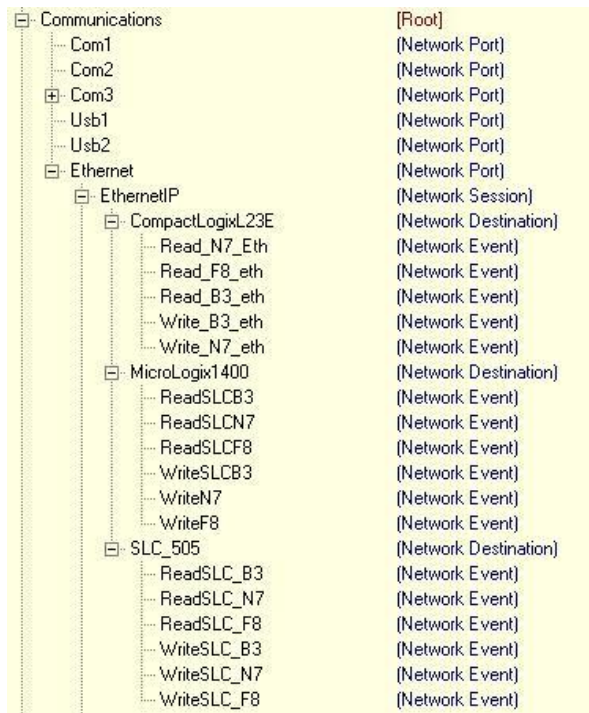 Communications [Root]
Com1 (Network Port)
Com2 (Network Port)
Com3 (Network Port)
Usb1 (Network Port)
Usb2 (Network Port)
Ethernet (Network Port)
EthernetIP (Network Session)
CompactLogixL23E (Network Destination)
Read_N7_Eth (Network Event)
Read_F8_eth (Network Event)
Read_B3_eth (Network Event)
Write_B3_eth (Network Event)
Write_N7_eth (Network Event)
MicroLogix1400 (Network Destination)
ReadSLCB3 (Network Event)
ReadSLCN7 (Network Event)
ReadSLCF8 (Network Event)
WriteSLCB3 (Network Event)
WriteN7 (Network Event)
WriteF8 (Network Event)
SLC_505 (Network Destination)
ReadSLC_B3 (Network Event)
ReadSLC_N7 (Network Event)
ReadSLC_F8 (Network Event)
WriteSLC_B3 (Network Event)
WriteSLC_N7 (Network Event)
WriteSLC_F8 (Network Event)